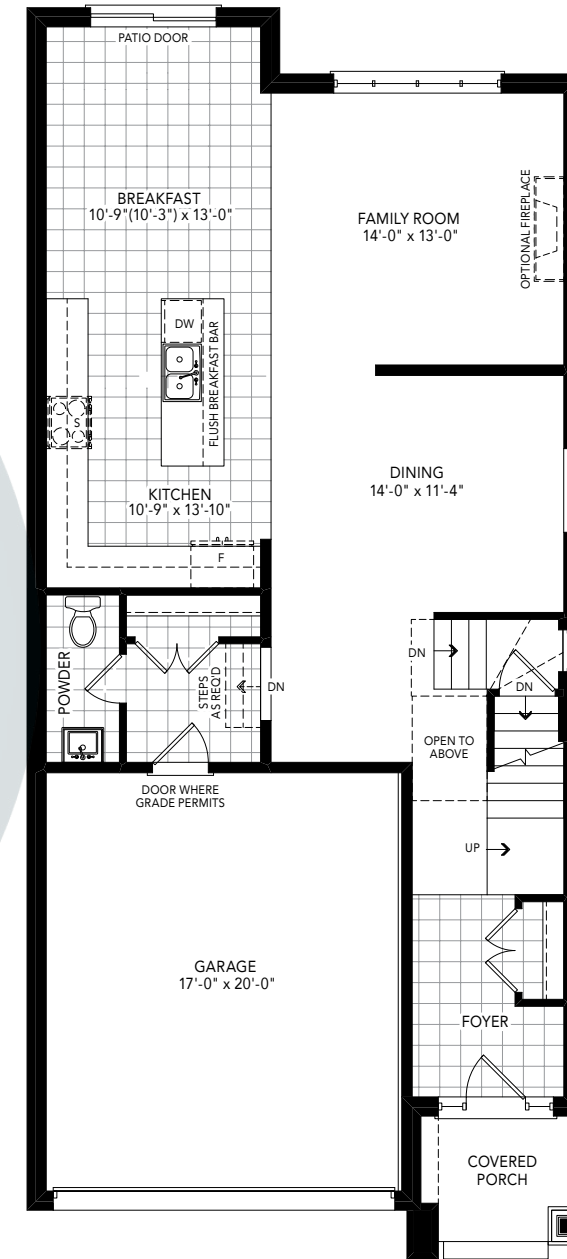 PATIO DOOR
BREAKFAST
10'-9"(10'-3") x 13'-0"
FAMILY ROOM
14'-0" x 13'-0"
OPTIONAL FIREPLACE
DW
FLUSH BREAKFAST BAR
S
KITCHEN
10'-9" x 13'-10"
F
DINING
14'-0" x 11'-4"
POWDER
STEPS
AS REQ'D
DN
DN
DN
OPEN TO
ABOVE
DOOR WHERE
GRADE PERMITS
UP
GARAGE
17'-0" x 20'-0"
FOYER
COVERED
PORCH